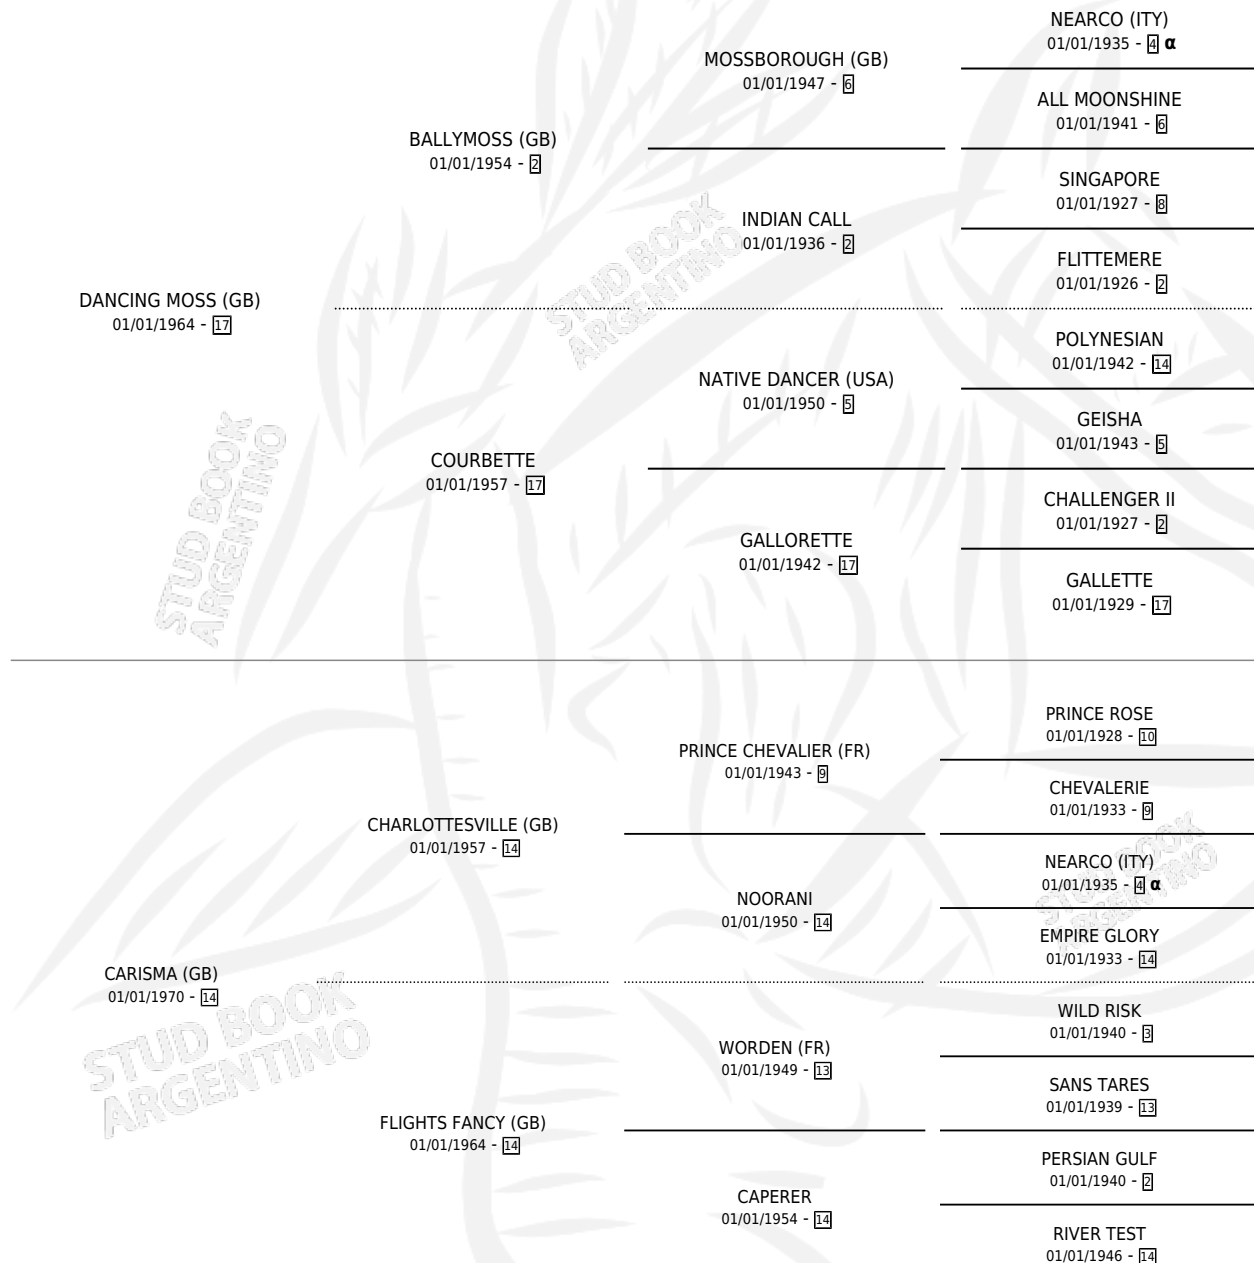 NEARCO (ITY)
01/01/1935 - 4 α
MOSSBOROUGH (GB)
01/01/1947 - 6
ALL MOONSHINE
01/01/1941 - 6
BALLYMOSS (GB)
01/01/1954 - 2
SINGAPORE
01/01/1927 - 8
INDIAN CALL
01/01/1936 - 2
FLITTEMERE
01/01/1926 - 2
DANCING MOSS (GB)
01/01/1964 - 17
POLYNESIAN
01/01/1942 - 14
NATIVE DANCER (USA)
01/01/1950 - 5
GEISHA
01/01/1943 - 5
COURBETTE
01/01/1957 - 17
CHALLENGER II
01/01/1927 - 2
GALLORETTE
01/01/1942 - 17
GALLETTE
01/01/1929 - 17
PRINCE ROSE
01/01/1928 - 10
PRINCE CHEVALIER (FR)
01/01/1943 - 9
CHEVALERIE
01/01/1933 - 9
CHARLOTTESVILLE (GB)
01/01/1957 - 14
NEARCO (ITY)
01/01/1935 - 4 α
NOORANI
01/01/1950 - 14
EMPIRE GLORY
01/01/1933 - 14
CARISMA (GB)
01/01/1970 - 14
WILD RISK
01/01/1940 - 3
WORDEN (FR)
01/01/1949 - 13
SANS TARES
01/01/1939 - 13
FLIGHTS FANCY (GB)
01/01/1964 - 14
PERSIAN GULF
01/01/1940 - 2
CAPERER
01/01/1954 - 14
RIVER TEST
01/01/1946 - 14
STUD BOOK
ARGENTINO
STUD BOOK
ARGENTINO
STUD BOOK
ARGENTINO
STUD BOOK
ARGENTINO